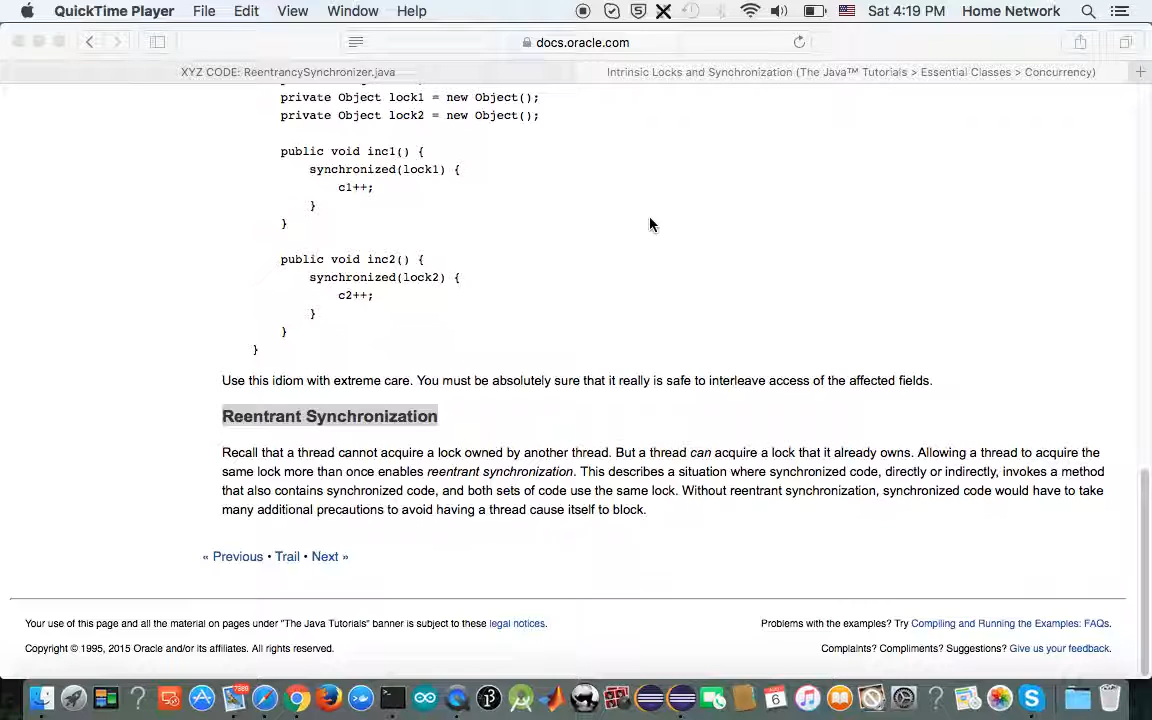 QuickTime Player File Edit View Window Help Sat 4:19 PM Home Network
docs.oracle.com
XYZ CODE: ReentrancySynchronizer.java Intrinsic Locks and Synchronization (The Java™ Tutorials > Essential Classes > Concurrency)
private Object lock1 = new Object();
private Object lock2 = new Object();
public void inc1() {
synchronized(lock1) {
c1++;
}
}
public void inc2() {
synchronized(lock2) {
c2++;
}
}
}
Use this idiom with extreme care. You must be absolutely sure that it really is safe to interleave access of the affected fields.
Reentrant Synchronization
Recall that a thread cannot acquire a lock owned by another thread. But a thread can acquire a lock that it already owns. Allowing a thread to acquire the
same lock more than once enables reentrant synchronization. This describes a situation where synchronized code, directly or indirectly, invokes a method
that also contains synchronized code, and both sets of code use the same lock. Without reentrant synchronization, synchronized code would have to take
many additional precautions to avoid having a thread cause itself to block.
« Previous • Trail • Next »
Your use of this page and all the material on pages under "The Java Tutorials" banner is subject to these legal notices.
Problems with the examples? Try Compiling and Running the Examples: FAQs.
Copyright © 1995, 2015 Oracle and/or its affiliates. All rights reserved.
Complaints? Compliments? Suggestions? Give us your feedback.